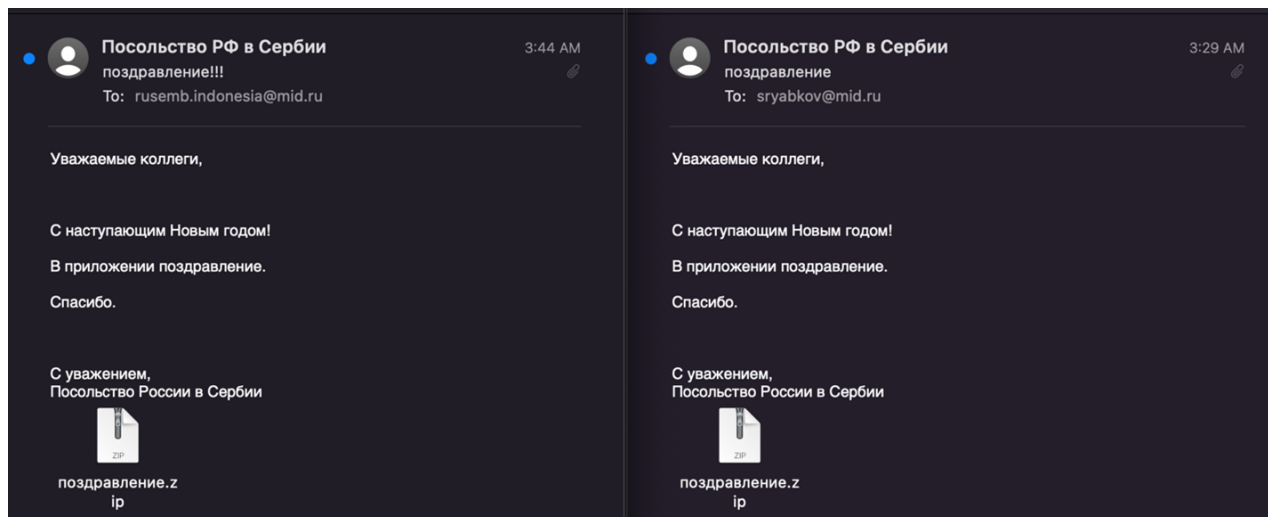 Посольство РФ в Сербии
3:44 AM
поздравление!!!
To: rusemb.indonesia@mid.ru
Уважаемые коллеги,
С наступающим Новым годом!
В приложении поздравление.
Спасибо.
С уважением,
Посольство России в Сербии
ZIP
поздравление.z
ip
Посольство РФ в Сербии
3:29 AM
поздравление
To: sryabkov@mid.ru
Уважаемые коллеги,
С наступающим Новым годом!
В приложении поздравление.
Спасибо.
С уважением,
Посольство России в Сербии
ZIP
поздравление.z
ip